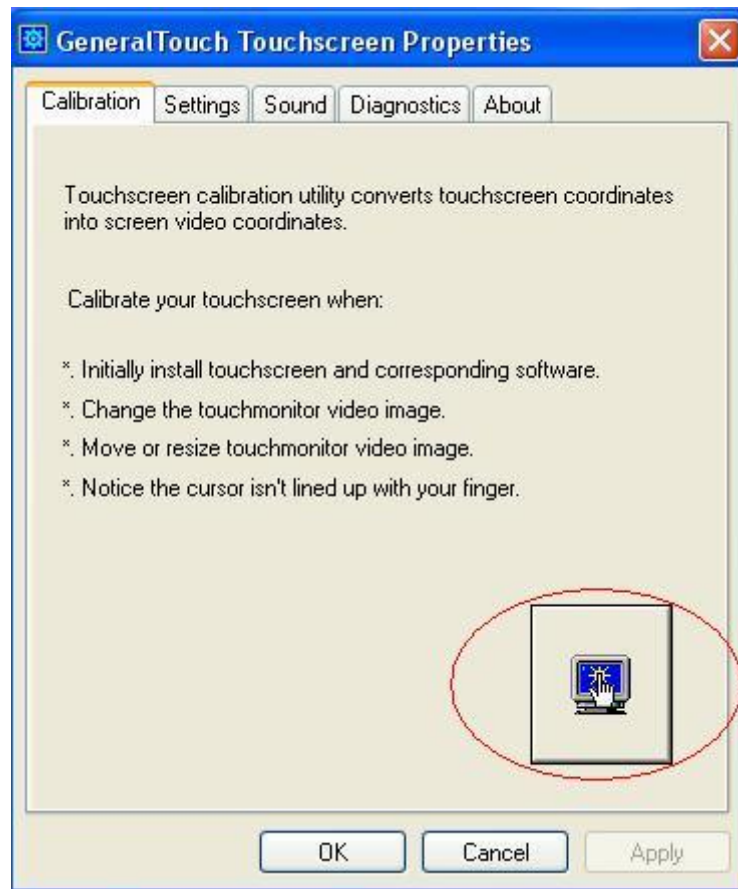 GeneralTouch Touchscreen Properties
Calibration Settings Sound Diagnostics About
Touchscreen calibration utility converts touchscreen coordinates
into screen video coordinates.
Calibrate your touchscreen when:
*. Initially install touchscreen and corresponding software.
*. Change the touchmonitor video image.
*. Move or resize touchmonitor video image.
*. Notice the cursor isn't lined up with your finger.
OK Cancel Apply